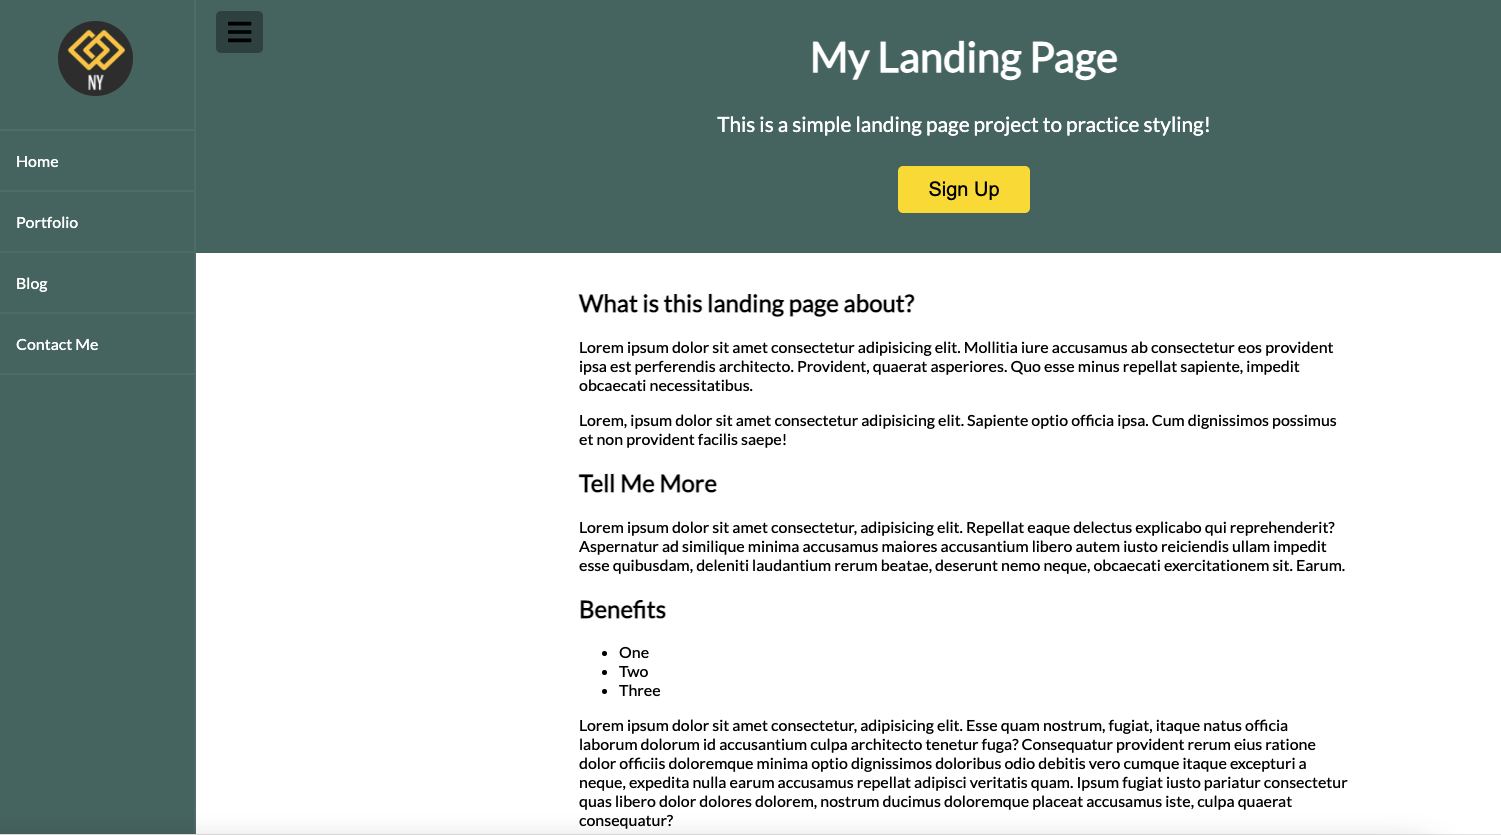 NY
Home
Portfolio
Blog
Contact Me
My Landing Page
This is a simple landing page project to practice styling!
Sign Up
What is this landing page about?
Lorem ipsum dolor sit amet consectetur adipisicing elit. Mollitia iure accusamus ab consectetur eos provident
ipsa est perferendis architecto. Provident, quaerat asperiores. Quo esse minus repellat sapiente, impedit
obcaecati necessitatibus.
Lorem, ipsum dolor sit amet consectetur adipisicing elit. Sapiente optio officia ipsa. Cum dignissimos possimus
et non provident facilis saepe!
Tell Me More
Lorem ipsum dolor sit amet consectetur, adipisicing elit. Repellat eaque delectus explicabo qui reprehenderit?
Aspernatur ad similique minima accusamus maiores accusantium libero autem iusto reiciendis ullam impedit
esse quibusdam, deleniti laudantium rerum beatae, deserunt nemo neque, obcaecati exercitationem sit. Earum.
Benefits
• One
• Two
• Three
Lorem ipsum dolor sit amet consectetur, adipisicing elit. Esse quam nostrum, fugiat, itaque natus officia
laborum dolorum id accusantium culpa architecto tenetur fuga? Consequatur provident rerum eius ratione
dolor officiis doloremque minima optio dignissimos doloribus odio debitis vero cumque itaque excepturi a
neque, expedita nulla earum accusamus repellat adipisci veritatis quam. Ipsum fugiat iusto pariatur consectetur
quas libero dolor dolores dolorem, nostrum ducimus doloremque placeat accusamus iste, culpa quaerat
consequatur?